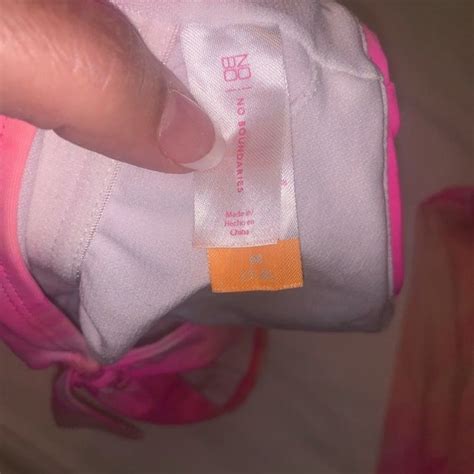 NO
BO
NO BOUNDARIES
Made in/
Hecho en
China